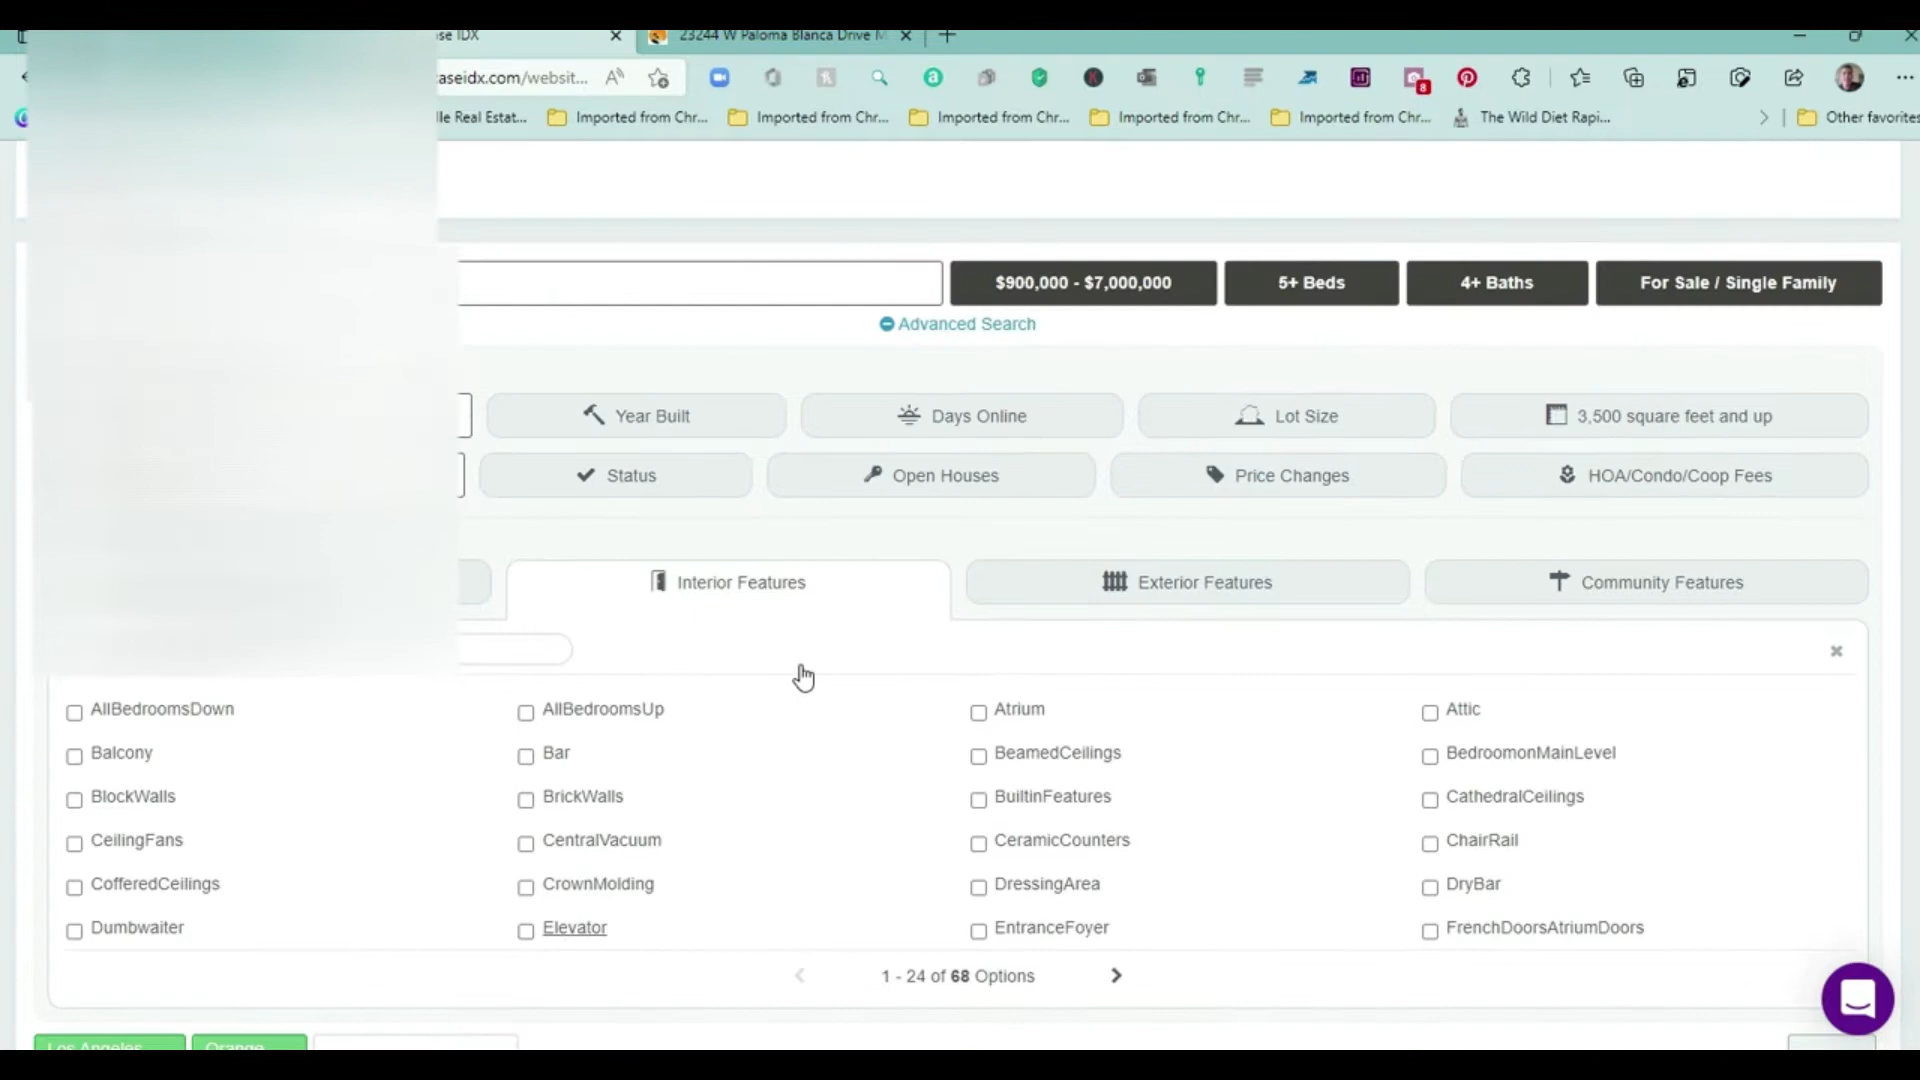 se IDX
23244 W Paloma Blanca Drive M
aseidx.com/websit...
8
lle Real Estat...
Imported from Chr...
Imported from Chr...
Imported from Chr...
Imported from Chr...
Imported from Chr...
The Wild Diet Rapi...
Other favorites
$900,000 - $7,000,000
5+ Beds
4+ Baths
For Sale / Single Family
Advanced Search
Year Built
Days Online
Lot Size
3,500 square feet and up
Status
Open Houses
Price Changes
HOA/Condo/Coop Fees
Interior Features
Exterior Features
Community Features
AllBedroomsDown
AllBedroomsUp
Atrium
Attic
Balcony
Bar
BeamedCeilings
BedroomonMainLevel
BlockWalls
BrickWalls
BuiltinFeatures
CathedralCeilings
CeilingFans
CentralVacuum
CeramicCounters
ChairRail
CofferedCeilings
CrownMolding
DressingArea
DryBar
Dumbwaiter
Elevator
EntranceFoyer
FrenchDoorsAtriumDoors
1 - 24 of 68 Options
Los Angeles
Orange